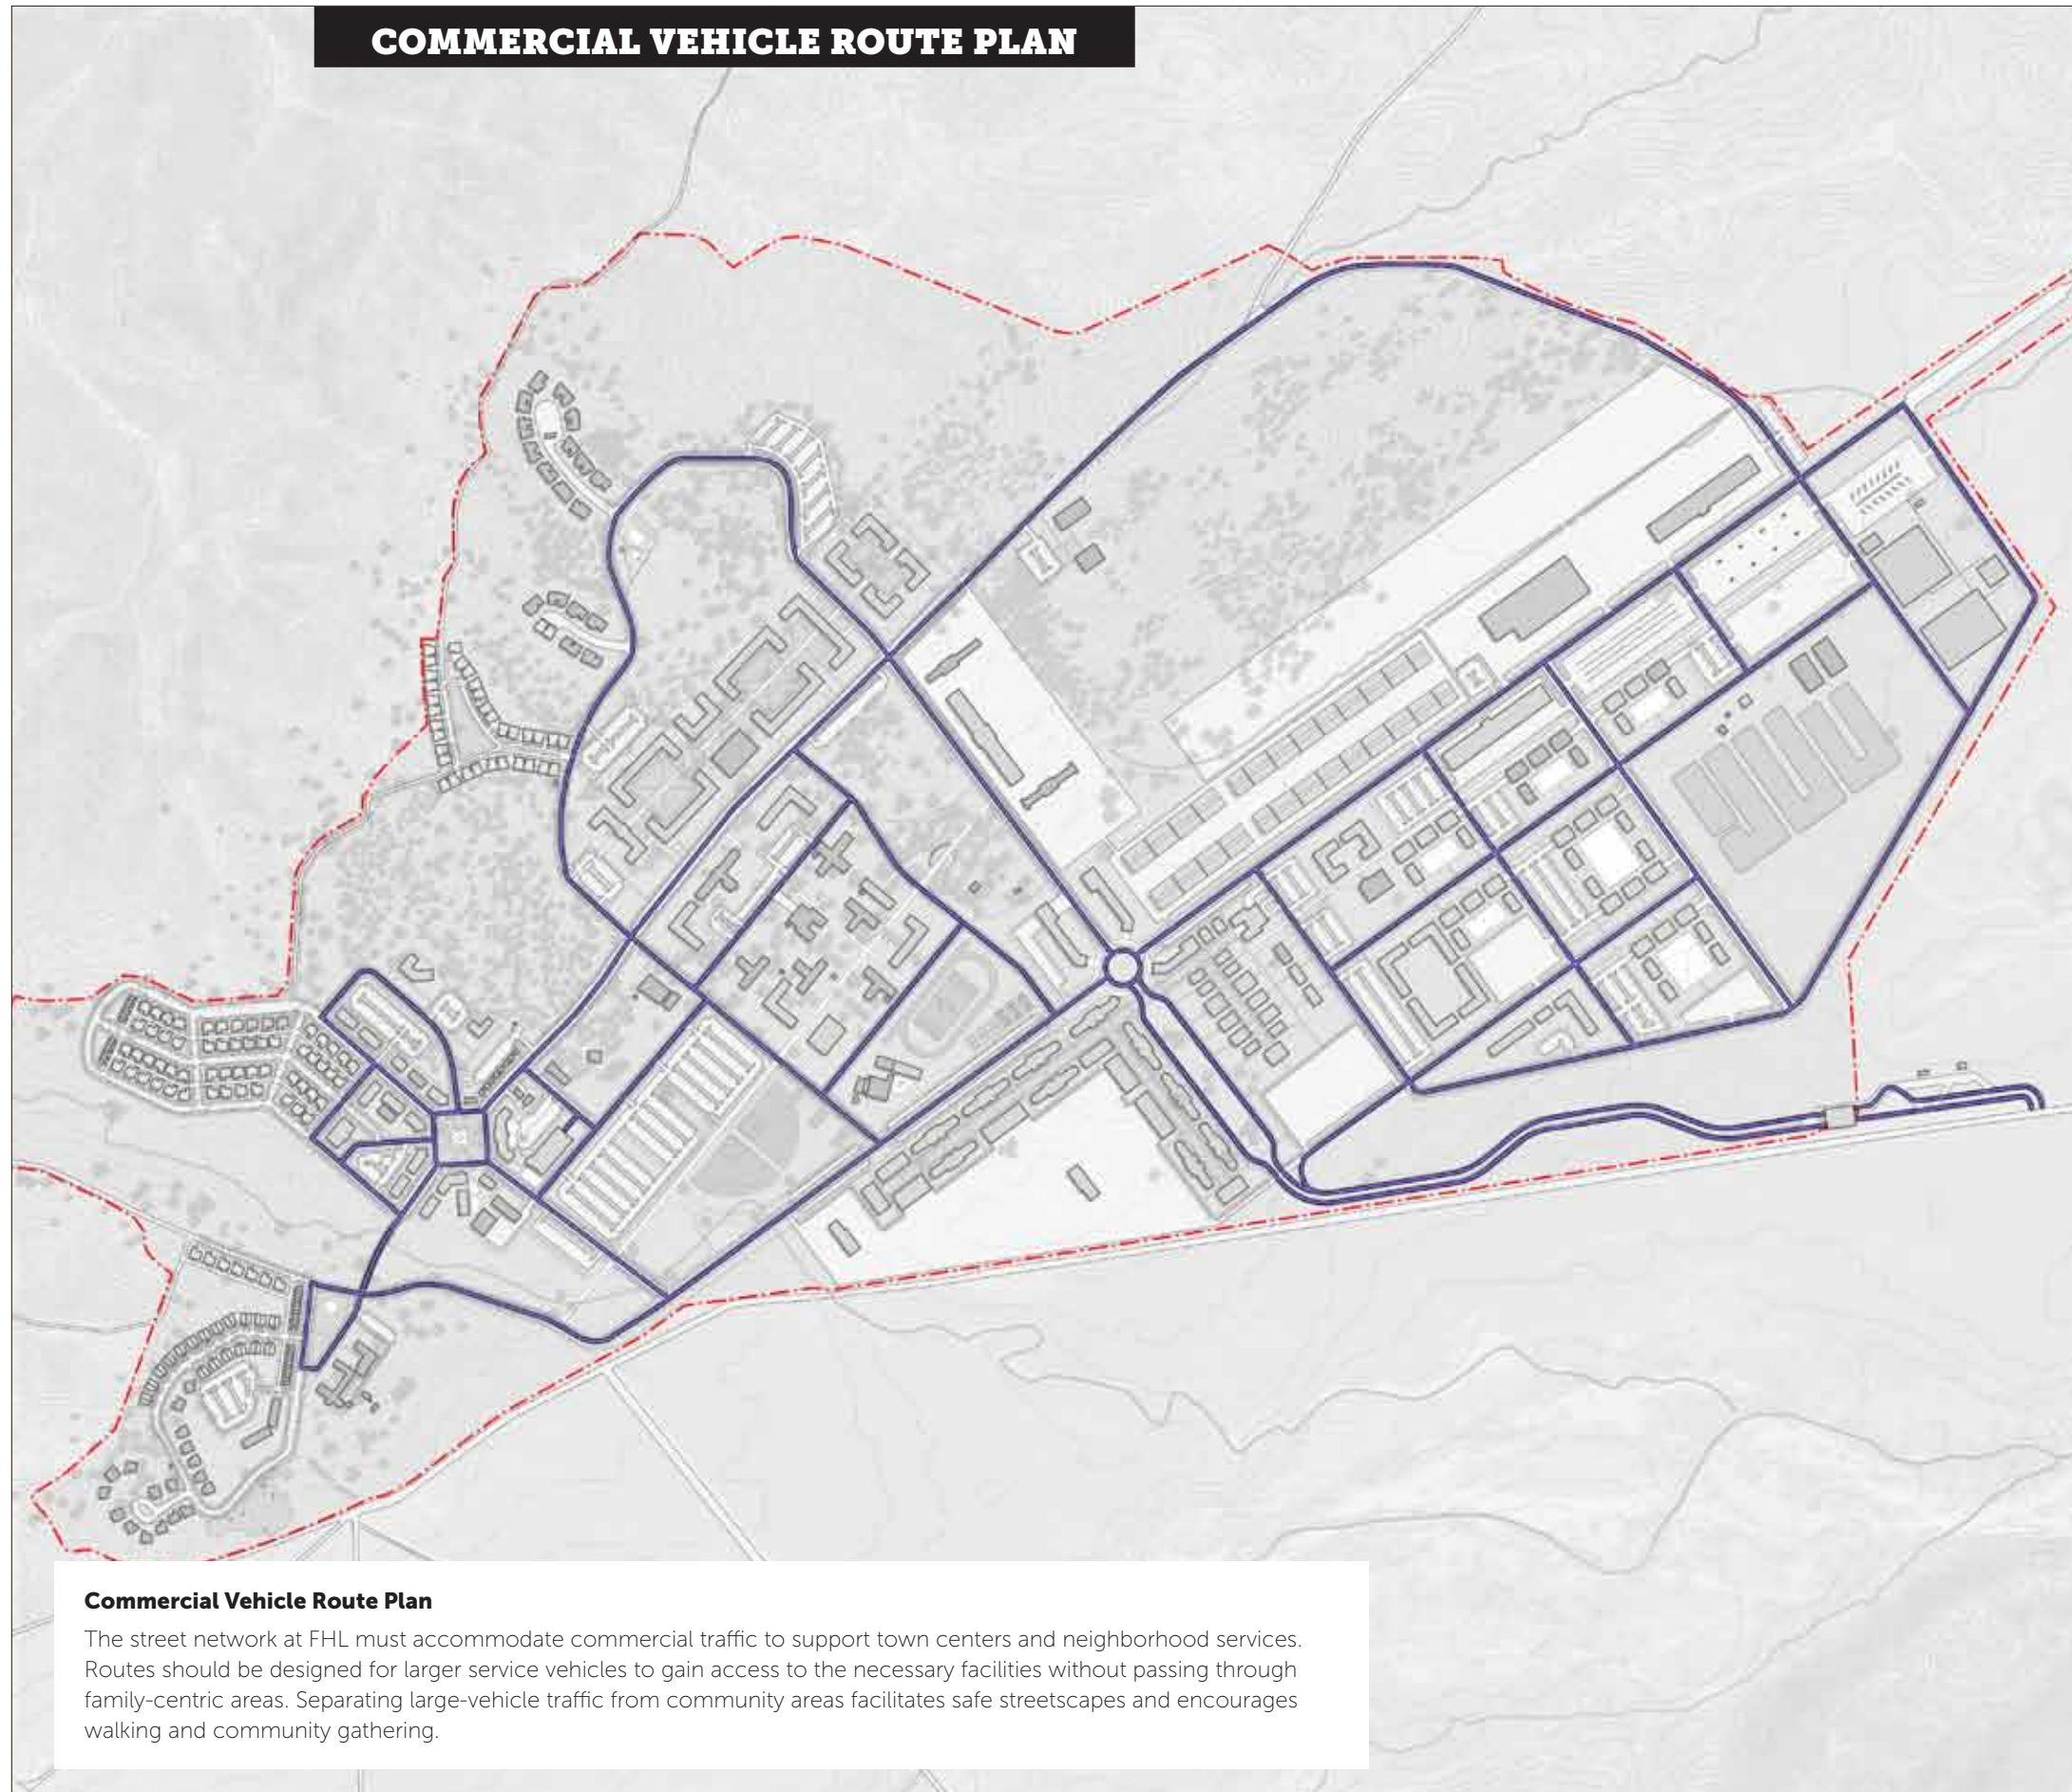 COMMERCIAL VEHICLE ROUTE PLAN
Commercial Vehicle Route Plan
The street network at FHL must accommodate commercial traffic to support town centers and neighborhood services.
Routes should be designed for larger service vehicles to gain access to the necessary facilities without passing through
family-centric areas. Separating large-vehicle traffic from community areas facilitates safe streetscapes and encourages
walking and community gathering.